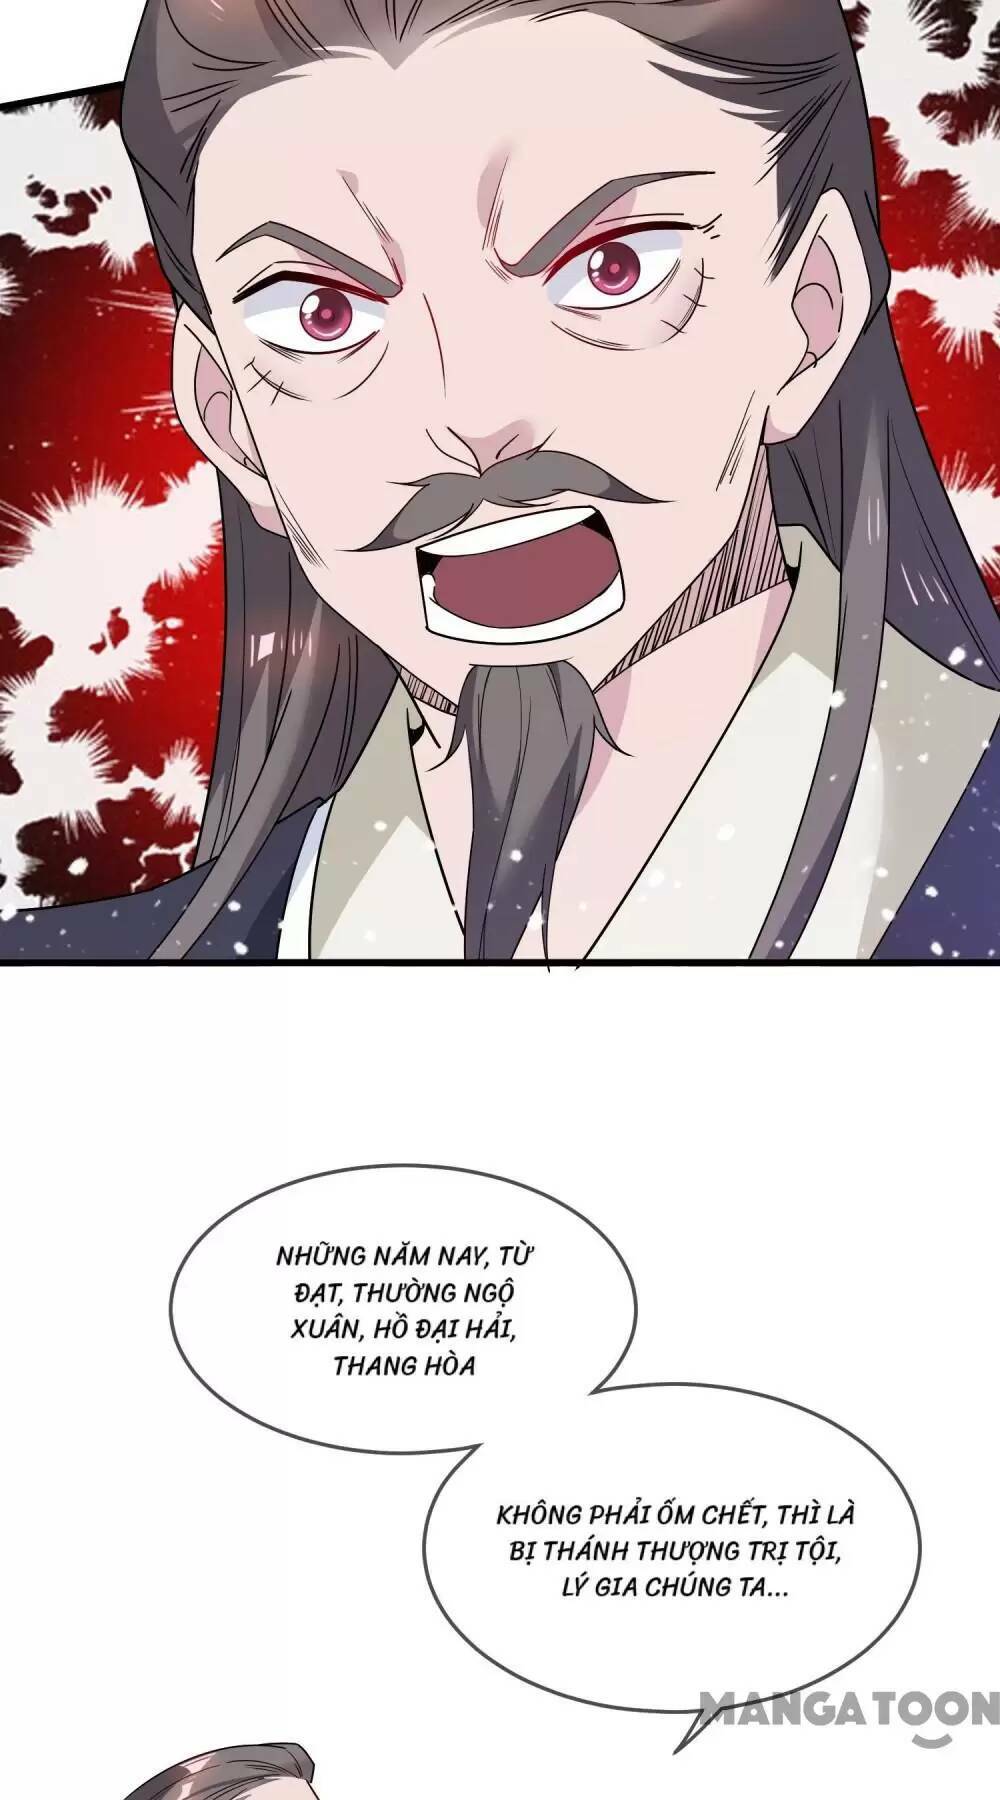 NHỮNG NĂM NAY, TỪ
ĐẠT, THƯỜNG NGỘ
XUÂN, HỒ ĐẠI HẢI,
THANG HÒA
KHÔNG PHẢI ỐM CHẾT, THÌ LÀ
BỊ THÁNH THƯỢNG TRỊ TỘI,
LÝ GIA CHÚNG TA...
MANGATOON